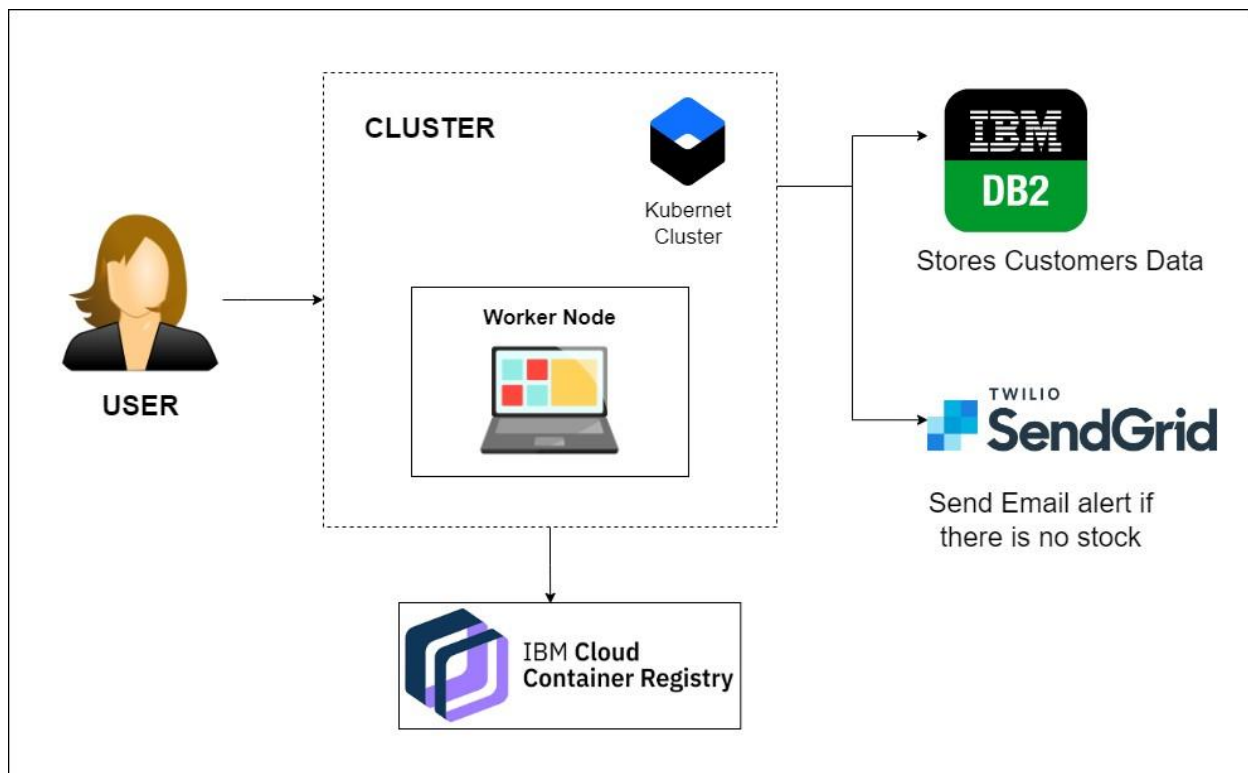 CLUSTER
Kubernet
Cluster
Worker Node
USER
IBM
DB2
Stores Customers Data
TWILIO
SendGrid
Send Email alert if
there is no stock
IBM Cloud
Container Registry